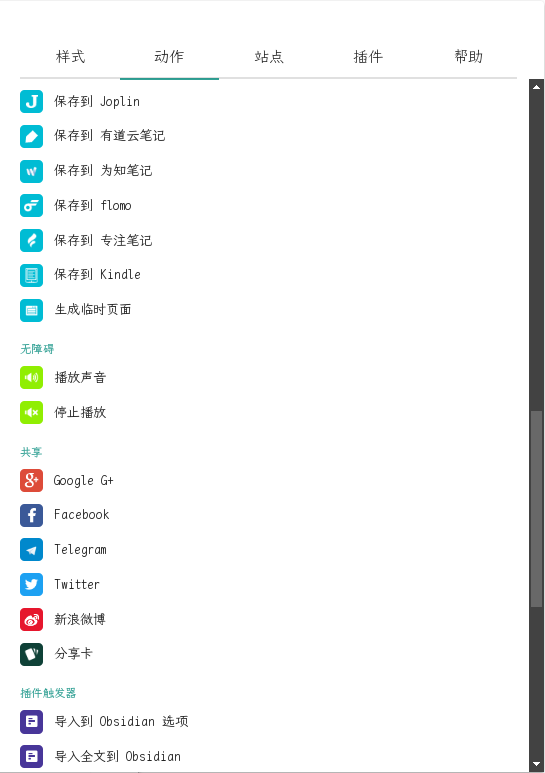 样式 动作 站点 插件 帮助
保存到 Joplin
保存到 有道云笔记
保存到 为知笔记
保存到 flomo
保存到 专注笔记
保存到 Kindle
生成临时页面
无障碍
播放声音
停止播放
共享
Google G+
Facebook
Telegram
Twitter
新浪微博
分享卡
插件触发器
导入到 Obsidian 选项
导入全文到 Obsidian